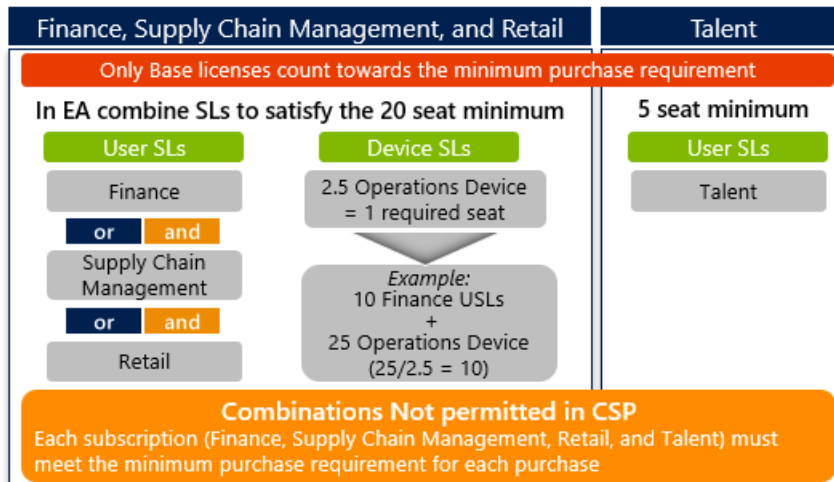 Finance, Supply Chain Management, and Retail
Talent
Only Base licenses count towards the minimum purchase requirement
In EA combine SLs to satisfy the 20 seat minimum
5 seat minimum
User SLs
Device SLs
User SLs
Finance
2.5 Operations Device
= 1 required seat
Talent
or and
Supply Chain
Management
Example:
10 Finance USLs
+
25 Operations Device
(25/2.5 = 10)
or and
Retail
Combinations Not permitted in CSP
Each subscription (Finance, Supply Chain Management, Retail, and Talent) must
meet the minimum purchase requirement for each purchase